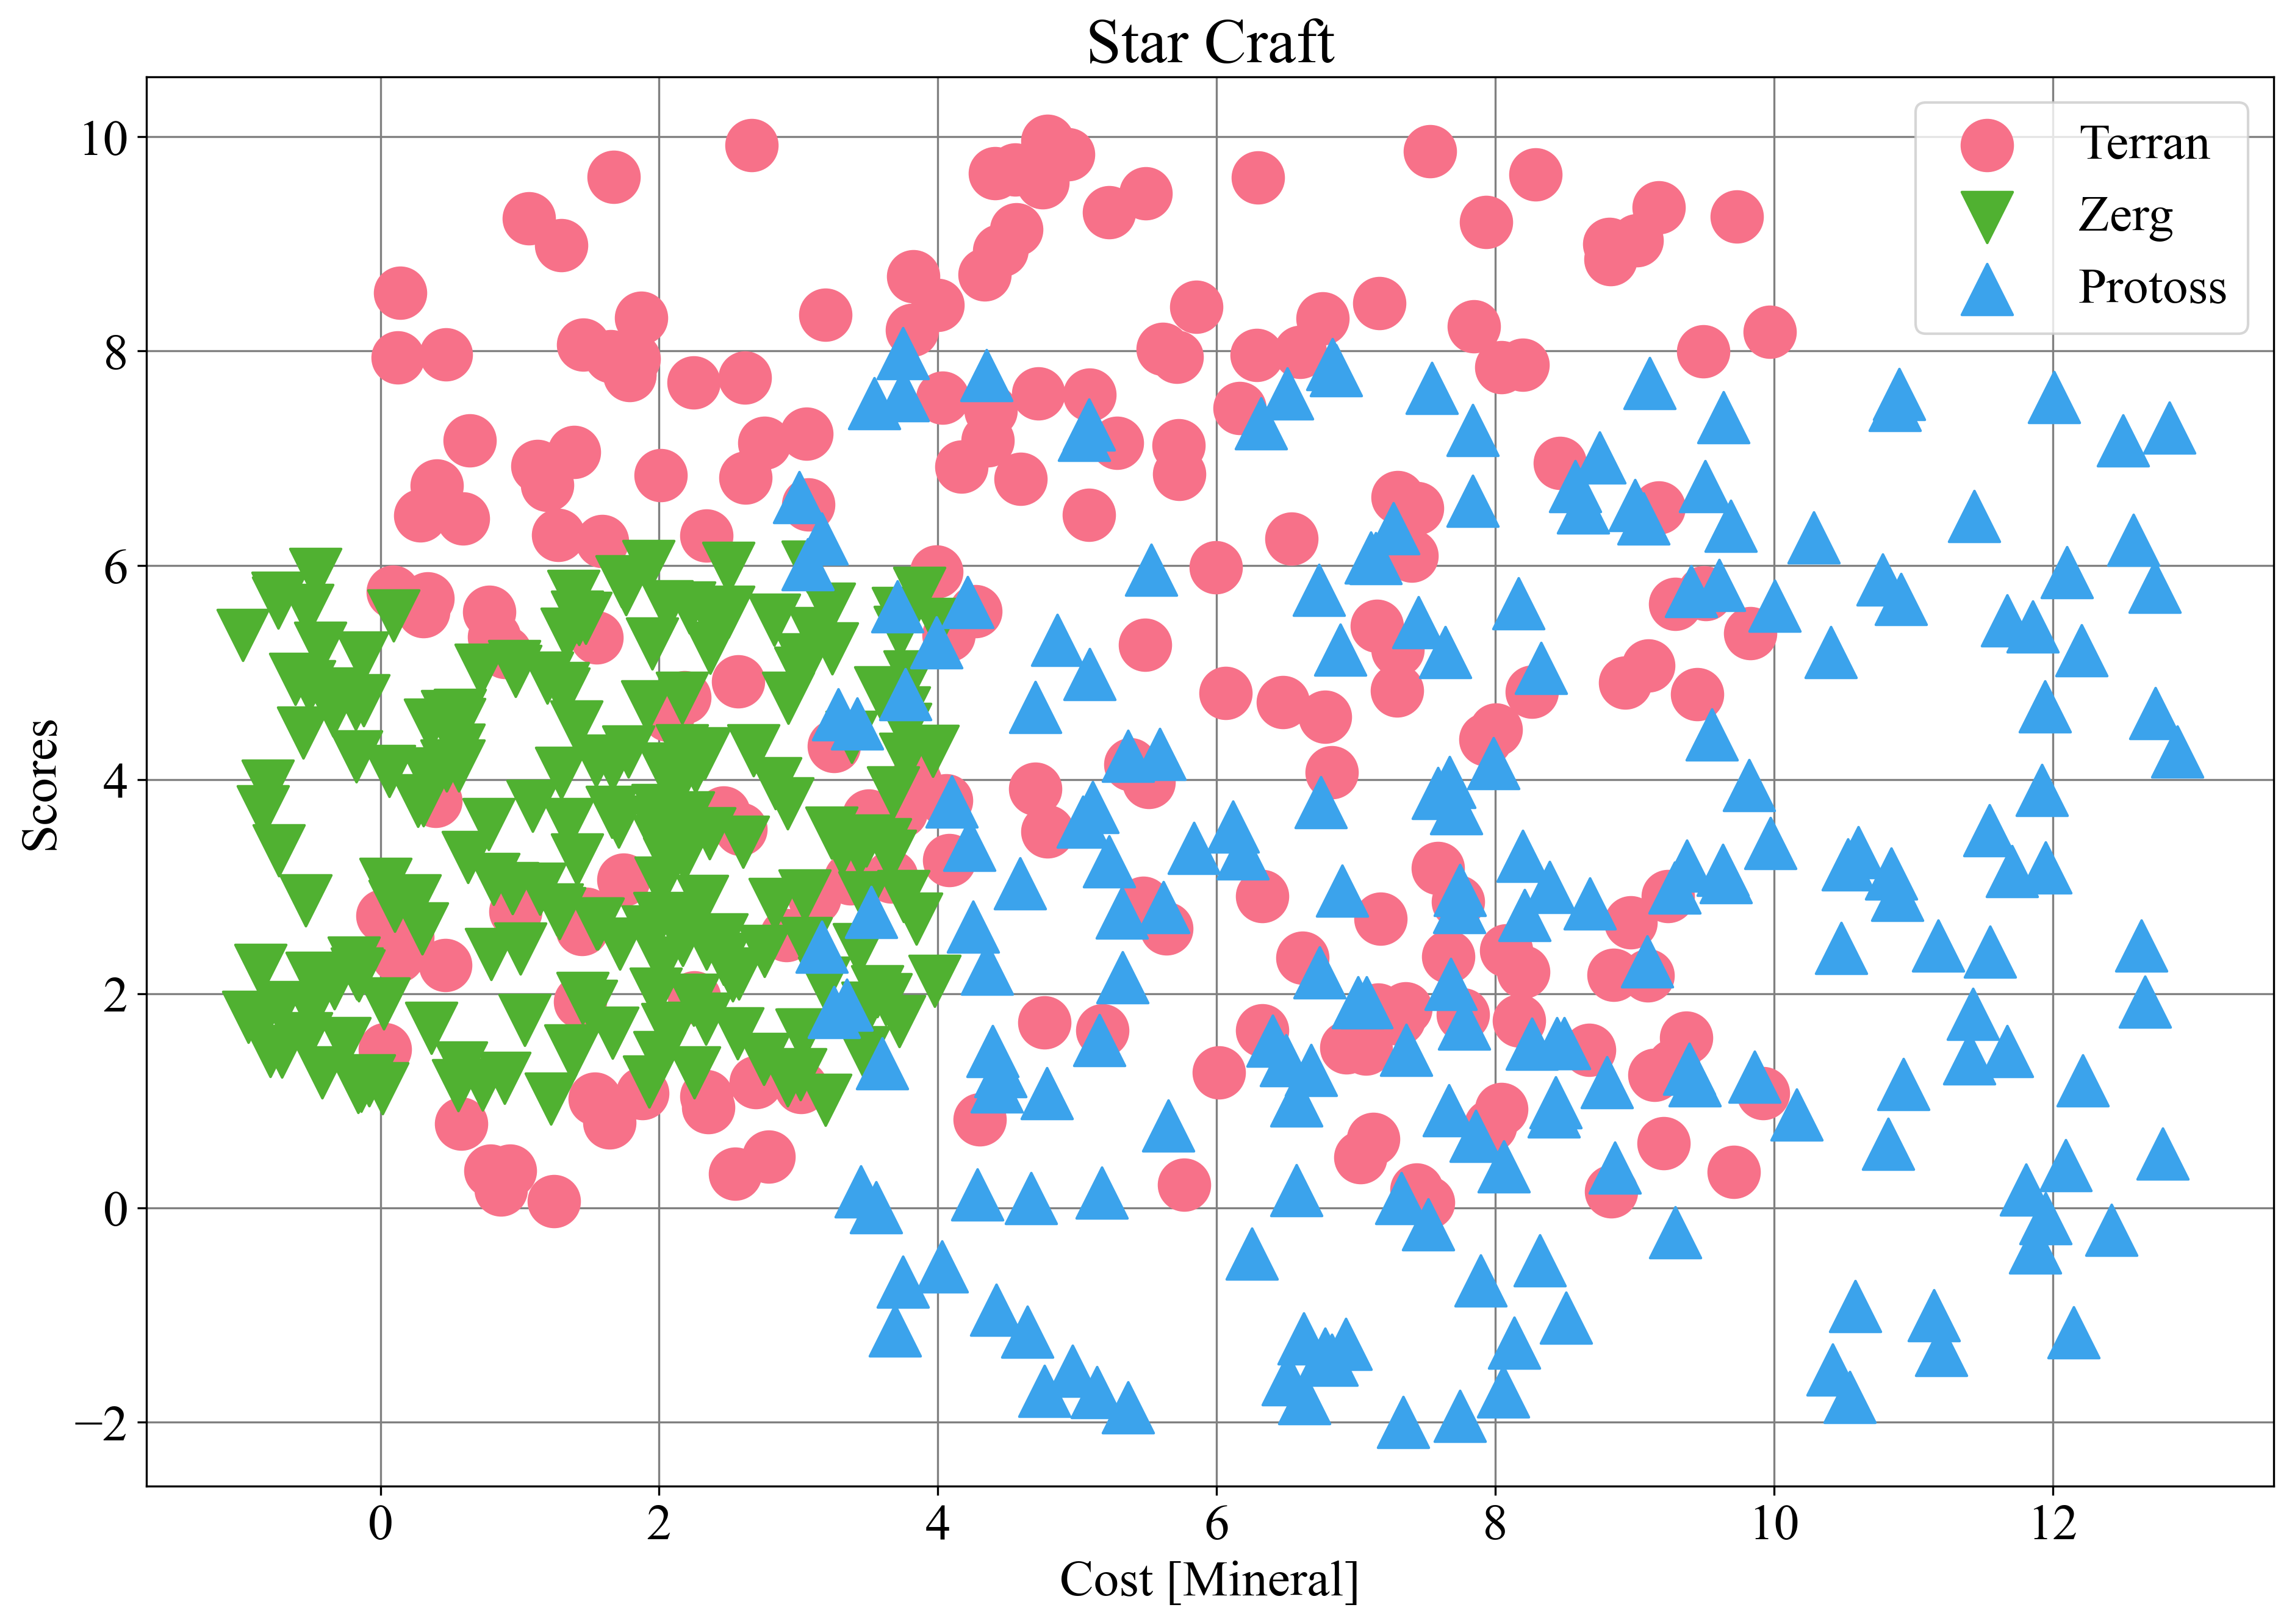 Star Craft
Terran
Zerg
Protoss
10
8
6
4
2
0
−2
Scores
0 2 4 6 8 10 12
Cost [Mineral]